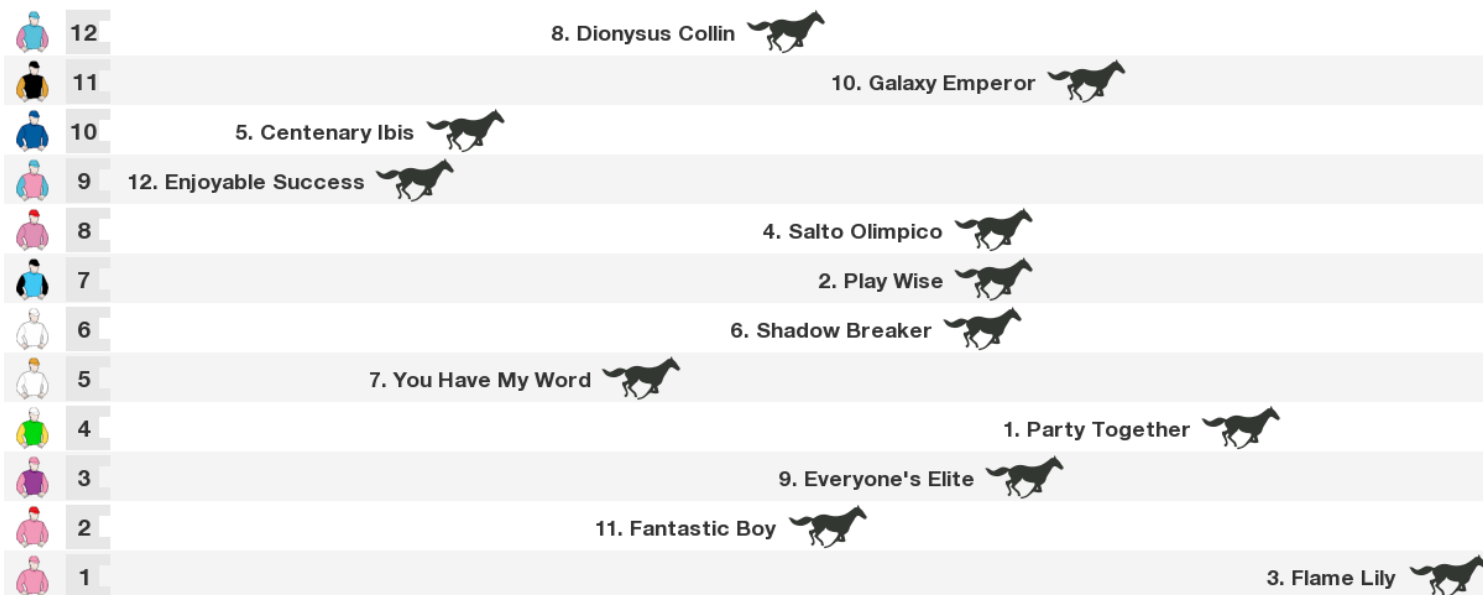 12 8. Dionysus Collin
11 10. Galaxy Emperor
10 5. Centenary Ibis
9 12. Enjoyable Success
8 4. Salto Olimpico
7 2. Play Wise
6 6. Shadow Breaker
5 7. You Have My Word
4 1. Party Together
3 9. Everyone's Elite
2 11. Fantastic Boy
1 3. Flame Lily